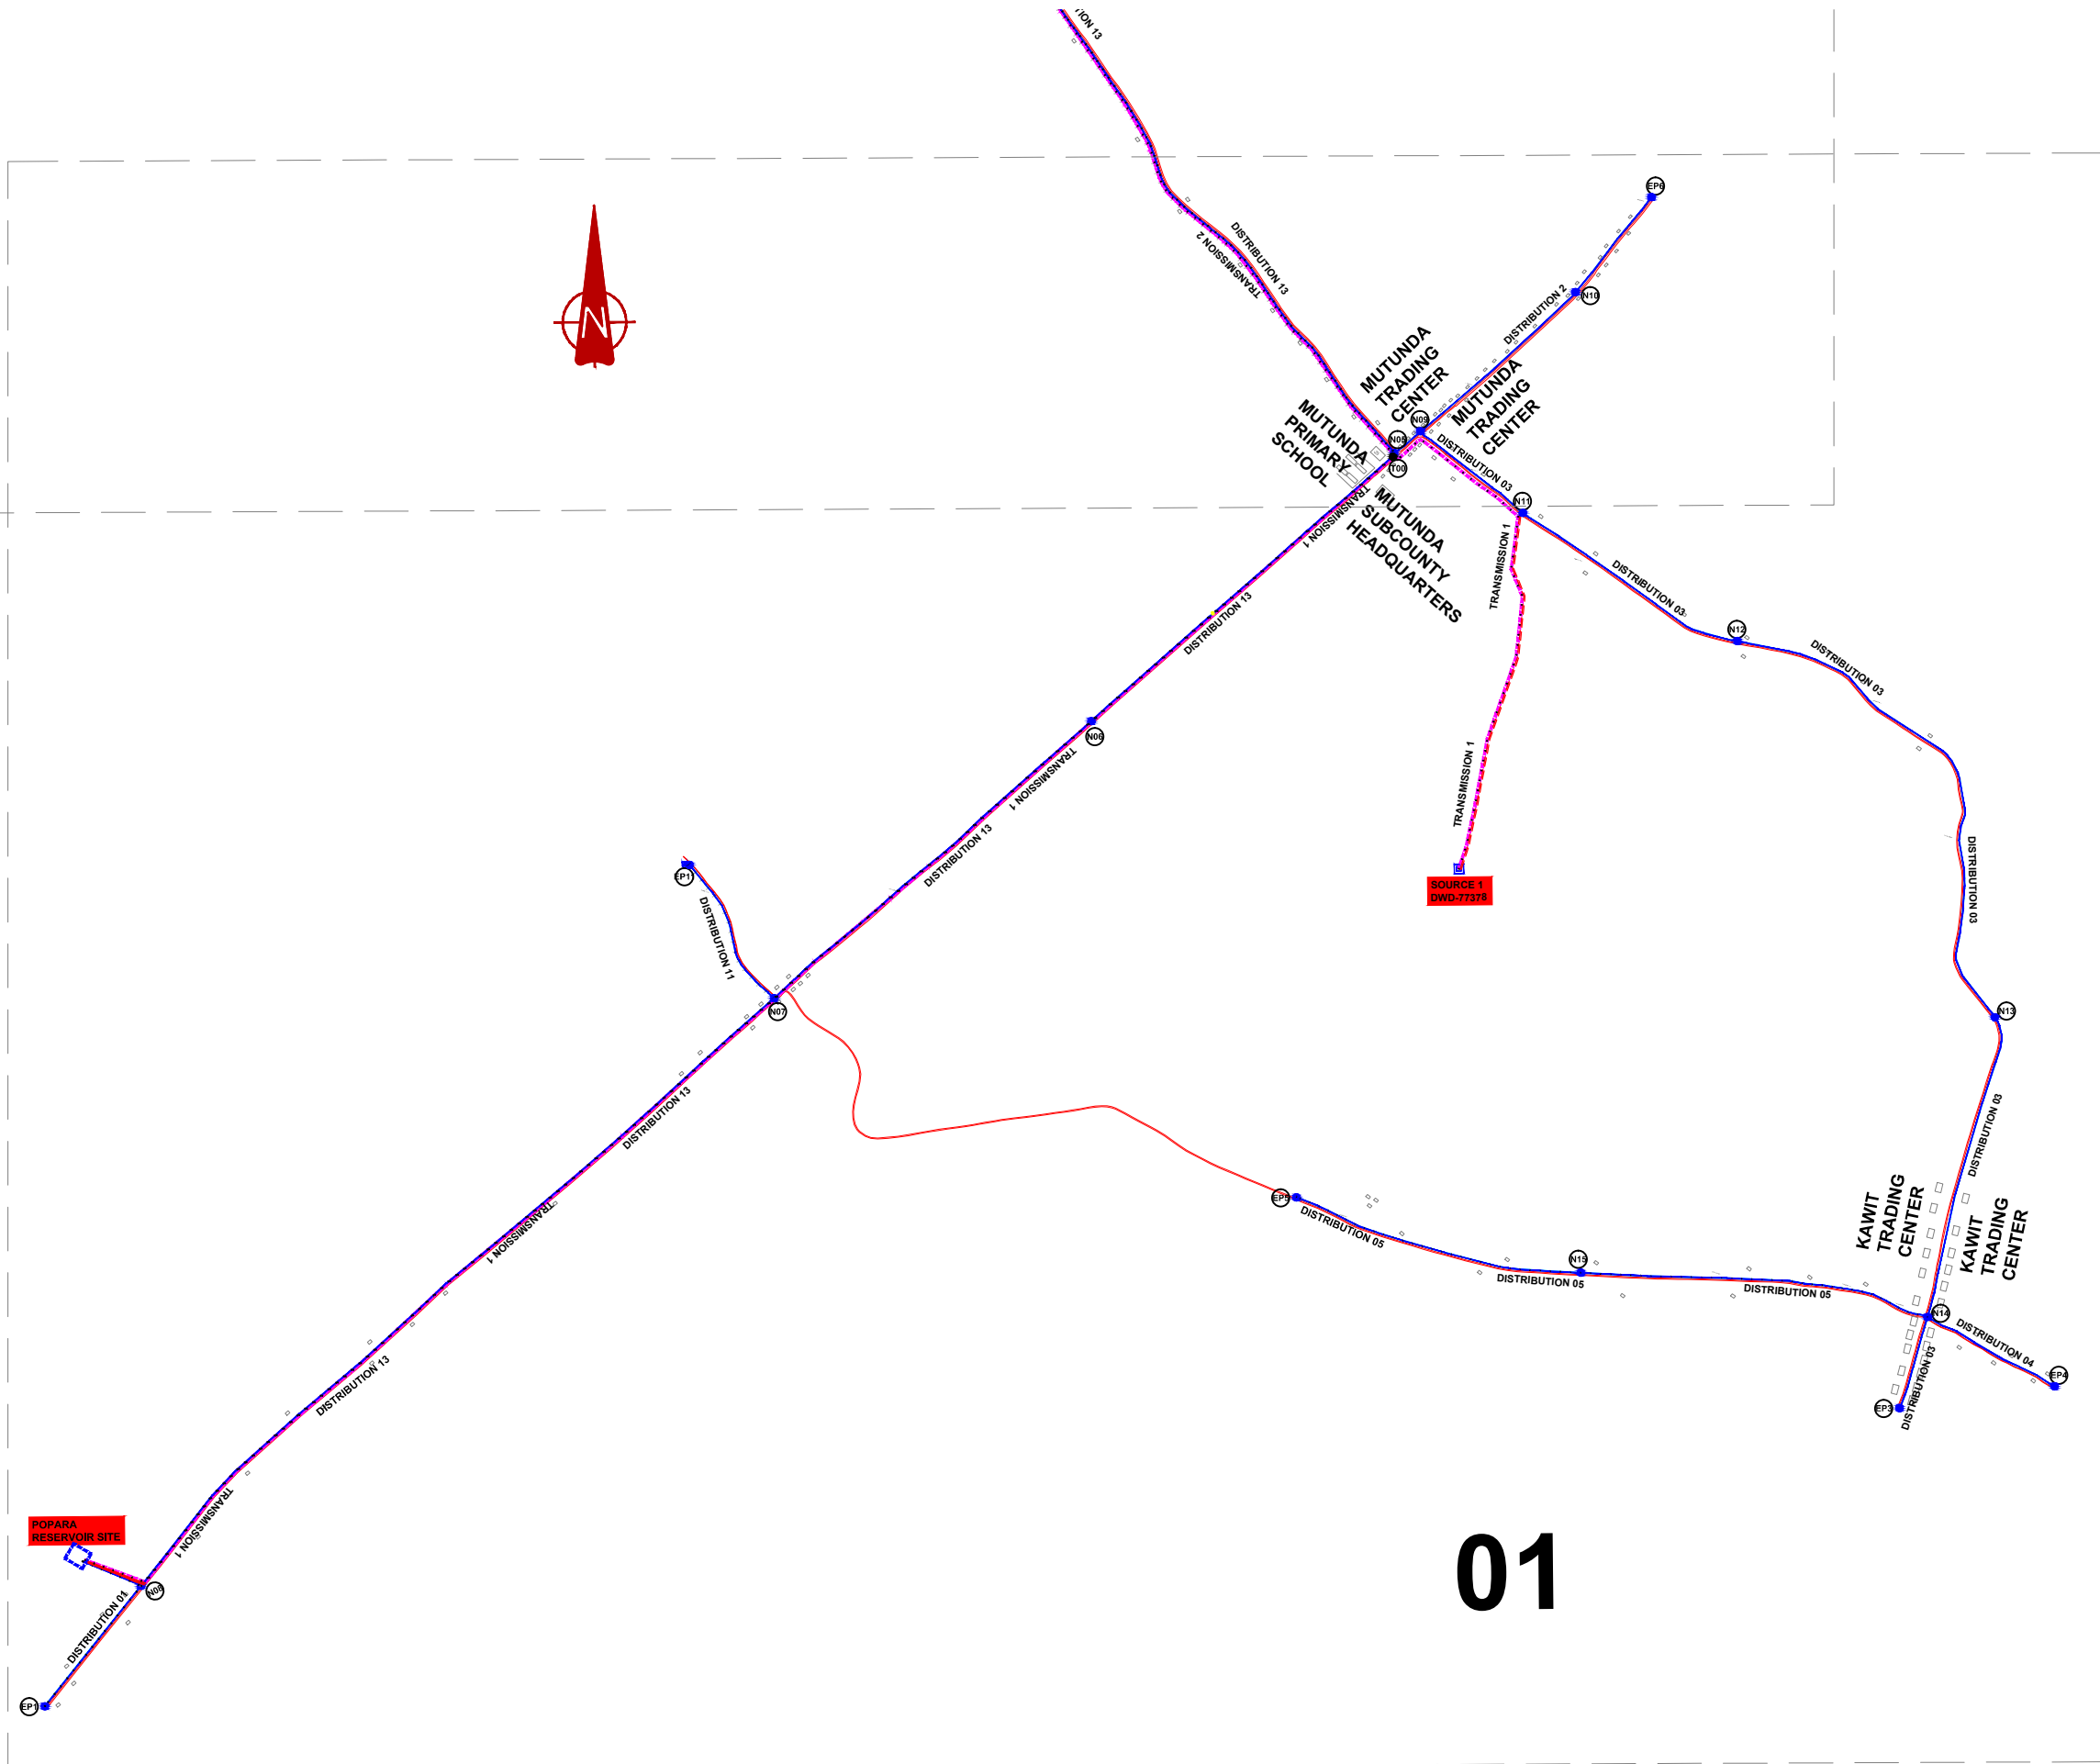 TION 13
EP6
DISTRIBUTION 13
TRANSMISSION 2
N10
DISTRIBUTION 2
MUTUNDA
TRADING
CENTER
MUTUNDA
TRADING
CENTER
N09
MUTUNDA
PRIMARY
SCHOOL
N05
T00
DISTRIBUTION 03
N11
TRANSMISSION 1
MUTUNDA
SUBCOUNTY
HEADQUARTERS
TRANSMISSION 1
DISTRIBUTION 03
DISTRIBUTION 13
N12
DISTRIBUTION 03
N06
TRANSMISSION 1
TRANSMISSION 1
DISTRIBUTION 13
DISTRIBUTION 03
EP11
SOURCE 1
DWD-77378
DISTRIBUTION 11
N07
N13
DISTRIBUTION 13
DISTRIBUTION 03
KAWIT
TRADING
CENTER
KAWIT
TRADING
CENTER
EP5
DISTRIBUTION 05
TRANSMISSION 1
N15
DISTRIBUTION 05
DISTRIBUTION 05
N14
DISTRIBUTION 04
DISTRIBUTION 03
EP4
EP3
DISTRIBUTION 13
TRANSMISSION 1
POPARA
RESERVOIR SITE
N08
DISTRIBUTION 01
EP1
01
N